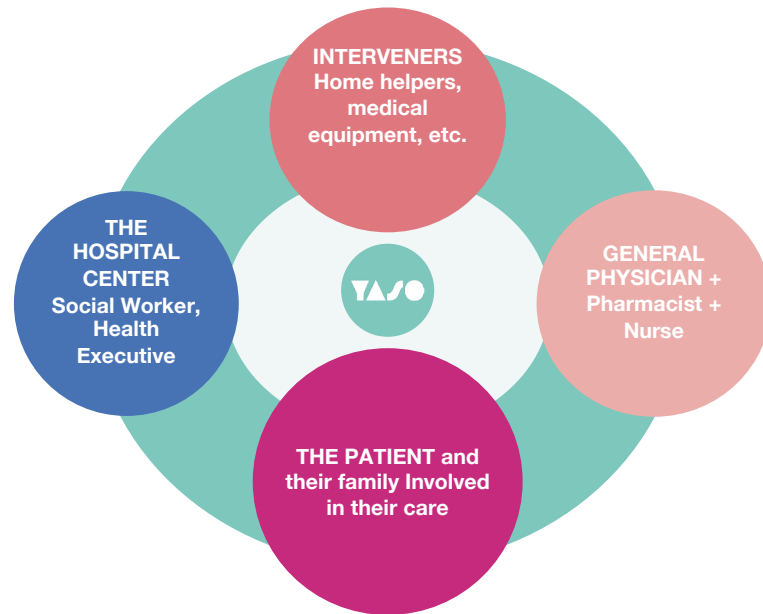 INTERVENERS
Home helpers,
medical
equipment, etc.
THE
HOSPITAL
CENTER
Social Worker,
Health
Executive
YASO
GENERAL
PHYSICIAN +
Pharmacist +
Nurse
THE PATIENT and
their family Involved
in their care